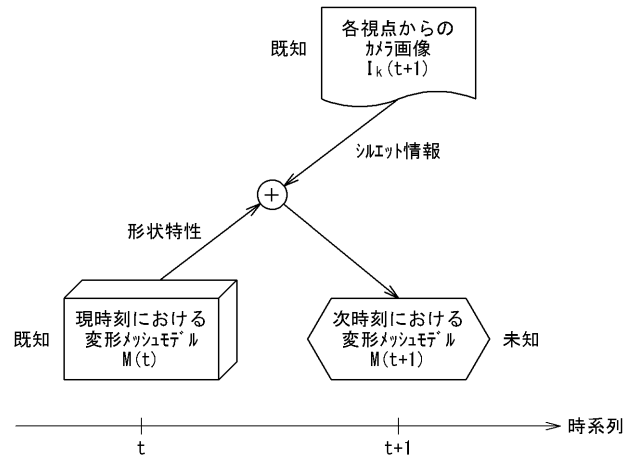 各視点からの
ｶﾒﾗ画像
Ik(t+1)
既知
ｼﾙｴｯﾄ情報
+
形状特性
現時刻における
変形ﾒｯｼｭﾓﾃﾞﾙ
M(t)
既知
次時刻における
変形ﾒｯｼｭﾓﾃﾞﾙ
M(t+1)
未知
時系列
t
t+1